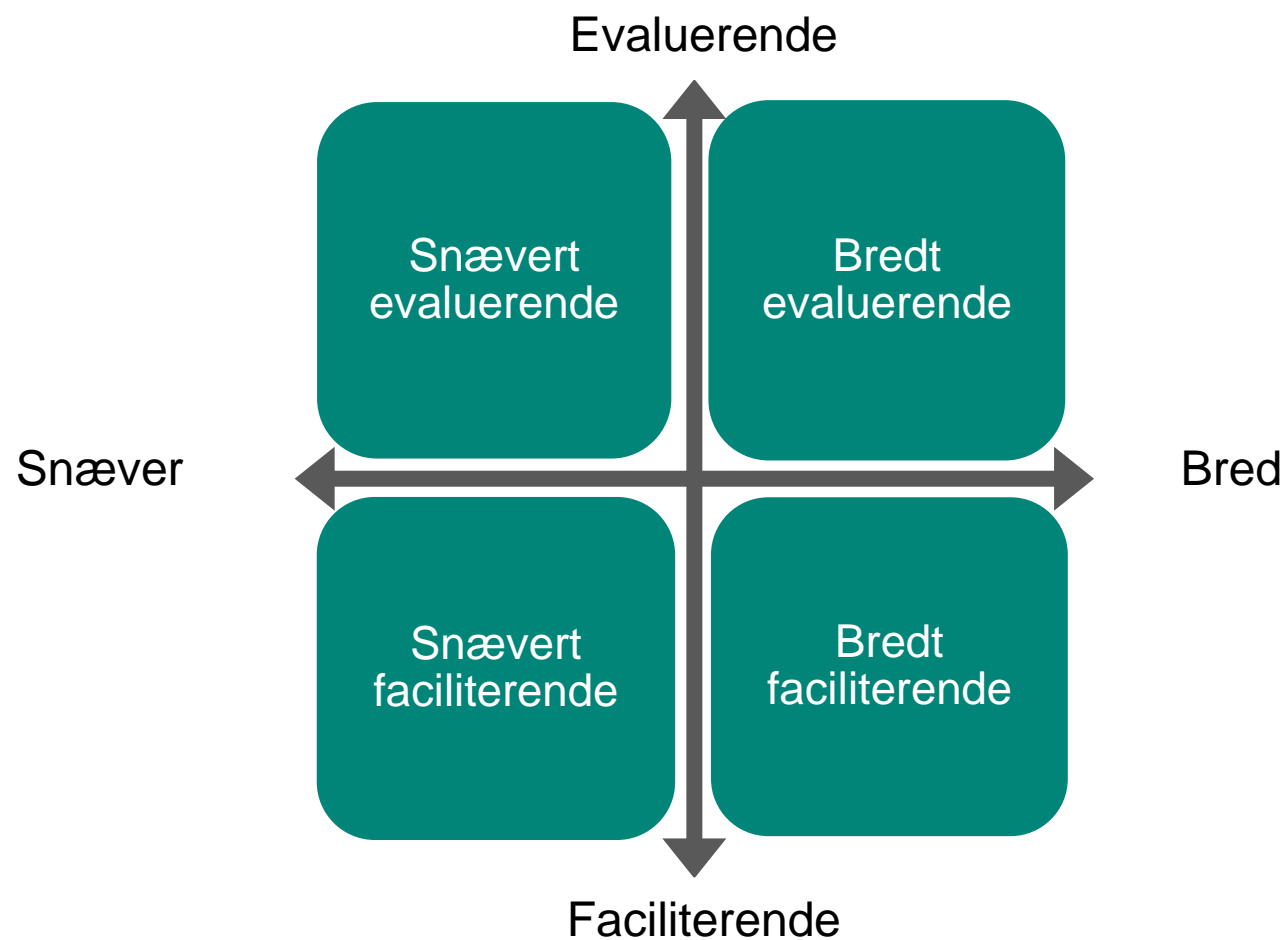 Evaluerende
Snævert
evaluerende
Bredt
evaluerende
Snæver
Bred
Snævert
faciliterende
Bredt
faciliterende
Faciliterende